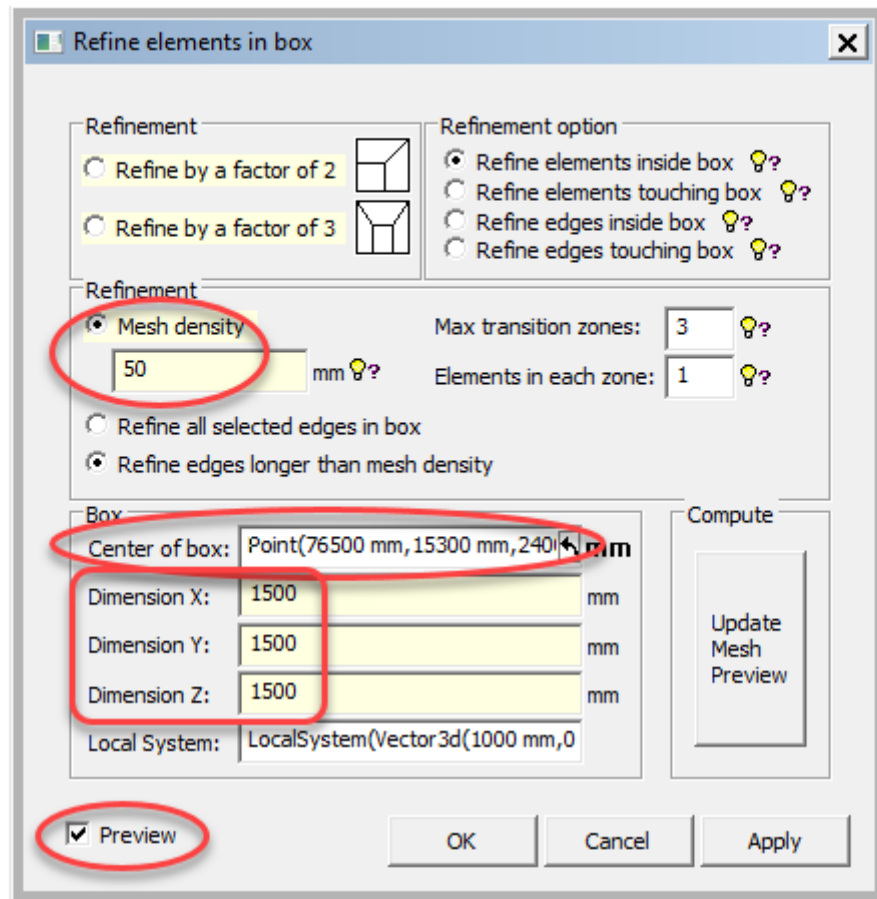 Refine elements in box
Refinement
Refine by a factor of 2
Refine by a factor of 3
Refinement option
Refine elements inside box ?
Refine elements touching box ?
Refine edges inside box ?
Refine edges touching box ?
Refinement
Mesh density
50 mm ?
Max transition zones: 3 ?
Elements in each zone: 1 ?
Refine all selected edges in box
Refine edges longer than mesh density
Box
Center of box: Point(76500 mm,15300 mm,240 mm
Dimension X: 1500 mm
Dimension Y: 1500 mm
Dimension Z: 1500 mm
Local System: LocalSystem(Vector3d(1000 mm,0
Compute
Update
Mesh
Preview
Preview
OK Cancel Apply